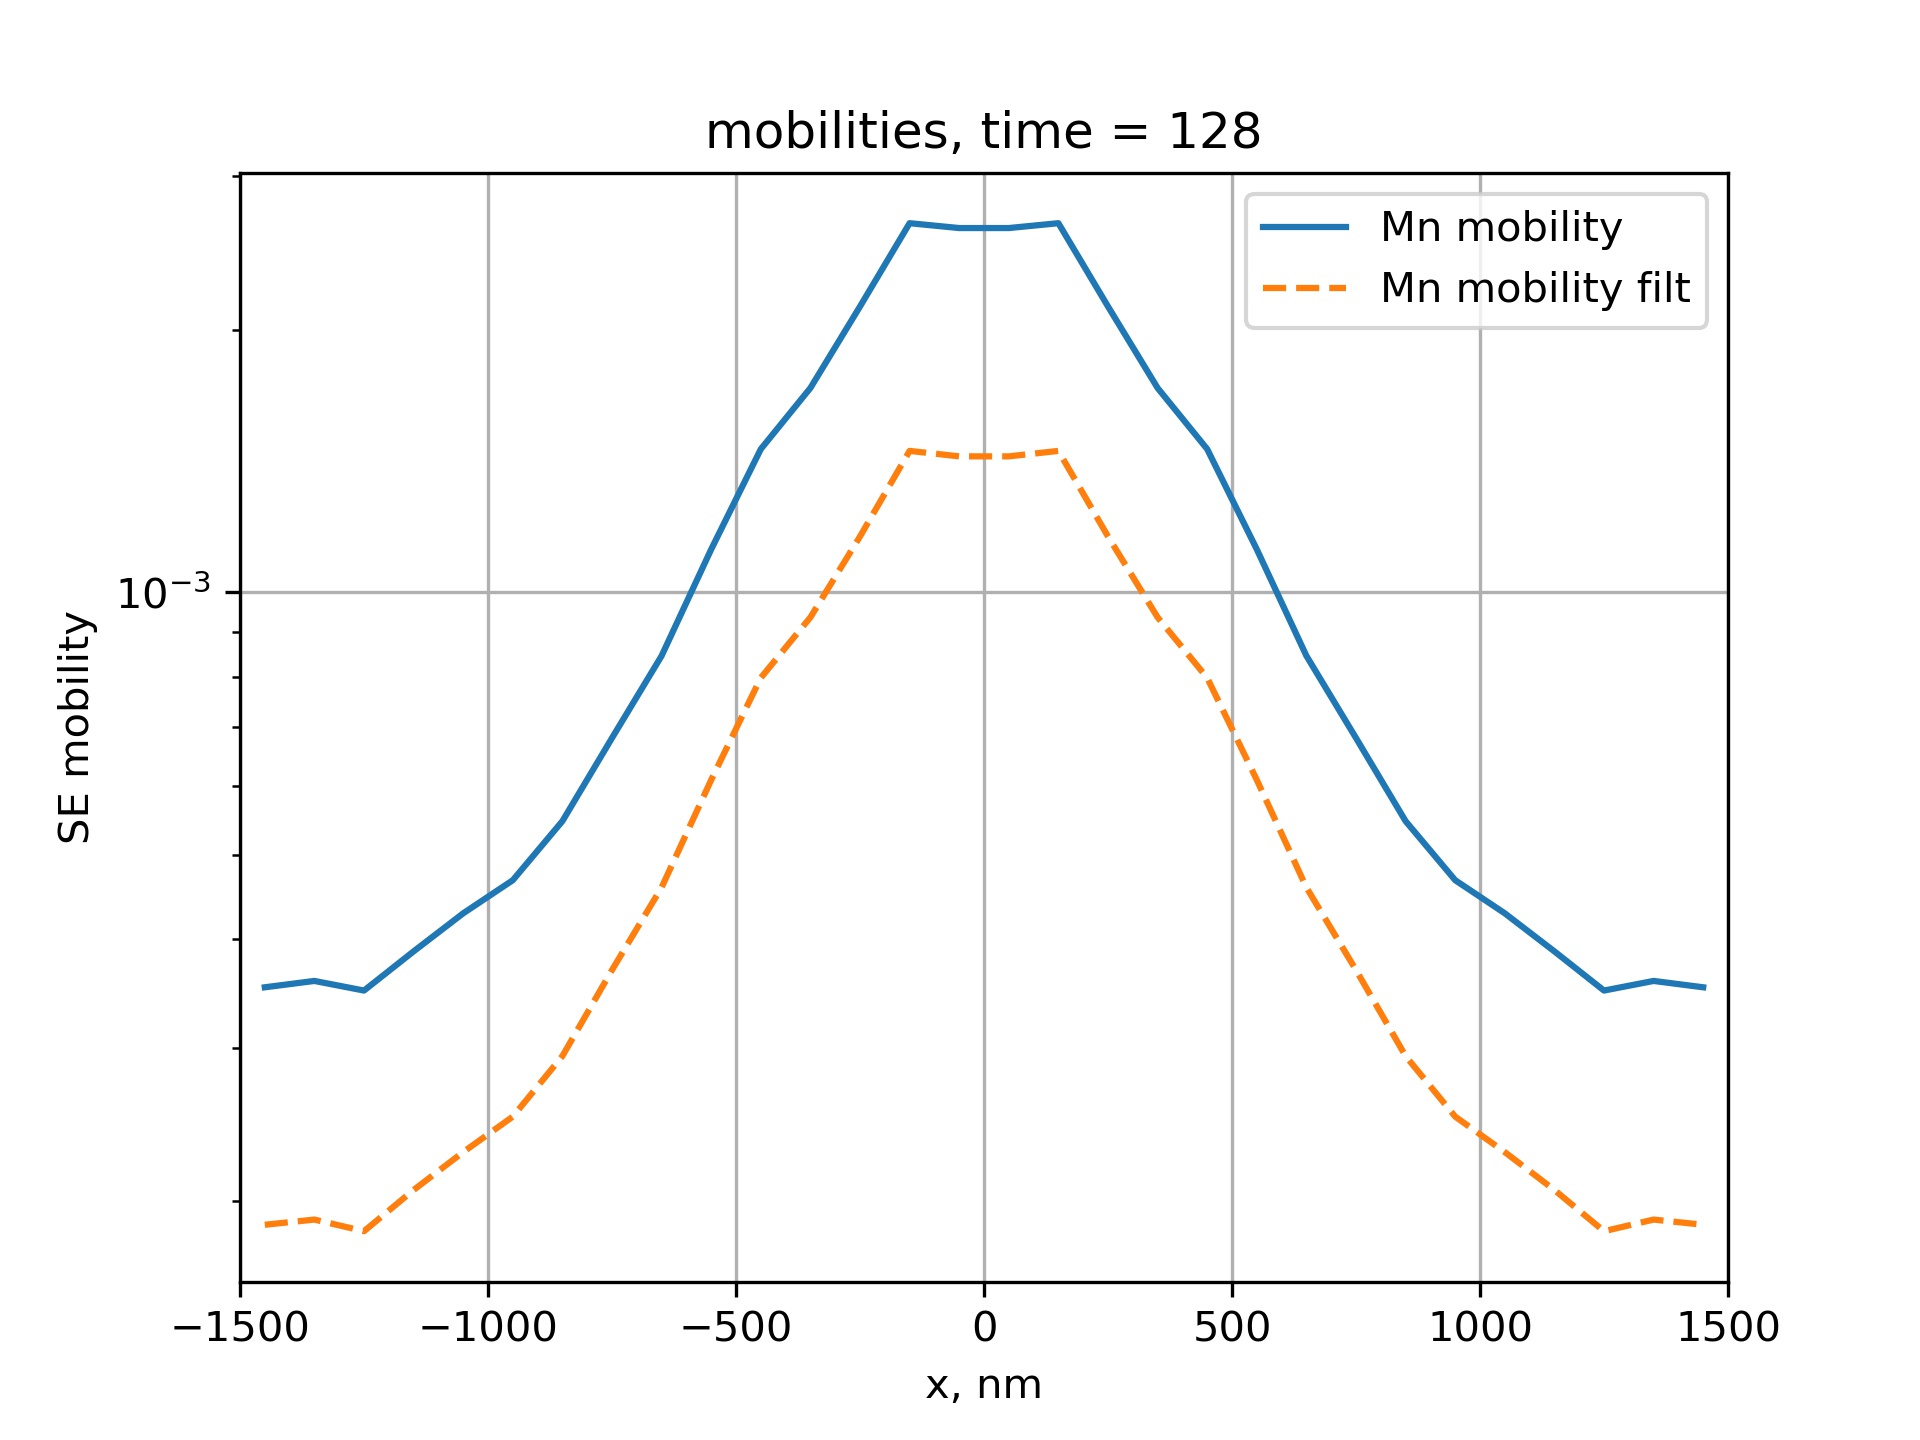 mobilities, time = 128
Mn mobility
Mn mobility filt
SE mobility
10⁻³
−1500 −1000 −500 0 500 1000 1500
x, nm